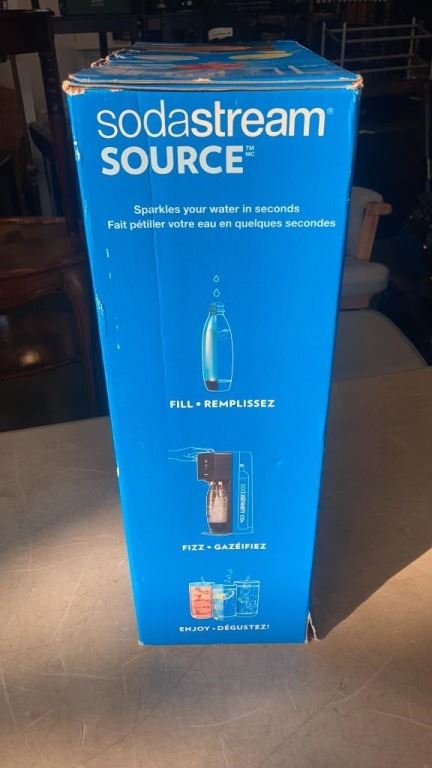 sodastream®
SOURCE™ MC
Sparkles your water in seconds
Fait pétiller votre eau en quelques secondes
FILL • REMPLISSEZ
sodastream
FIZZ • GAZÉIFIEZ
ENJOY • DÉGUSTEZ!